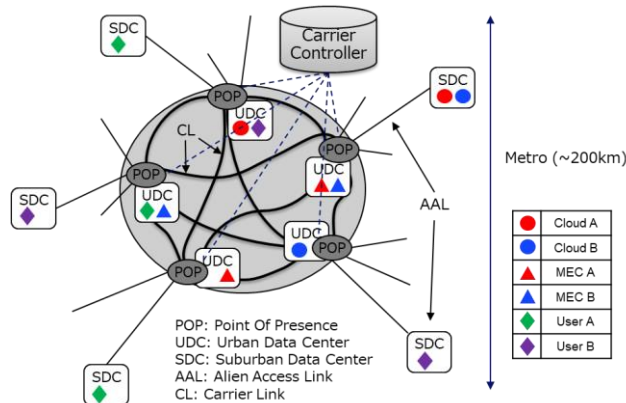 SDC
Carrier
Controller
POP
SDC
UDC
CL
POP
UDC
Metro (~200km)
POP
SDC
UDC
AAL
UDC
POP
UDC
POP
SDC
SDC
POP: Point Of Presence
UDC: Urban Data Center
SDC: Suburban Data Center
AAL: Alien Access Link
CL: Carrier Link
Cloud A
Cloud B
MEC A
MEC B
User A
User B